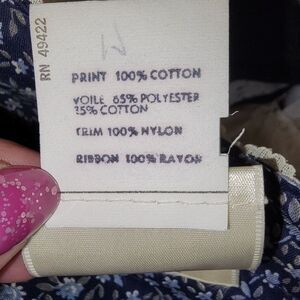 RN 49422
PRINT 100% COTTON
VOILE 65% POLYESTER
35% COTTON
TRIM 100% NYLON
RIBBON 100% RAYON